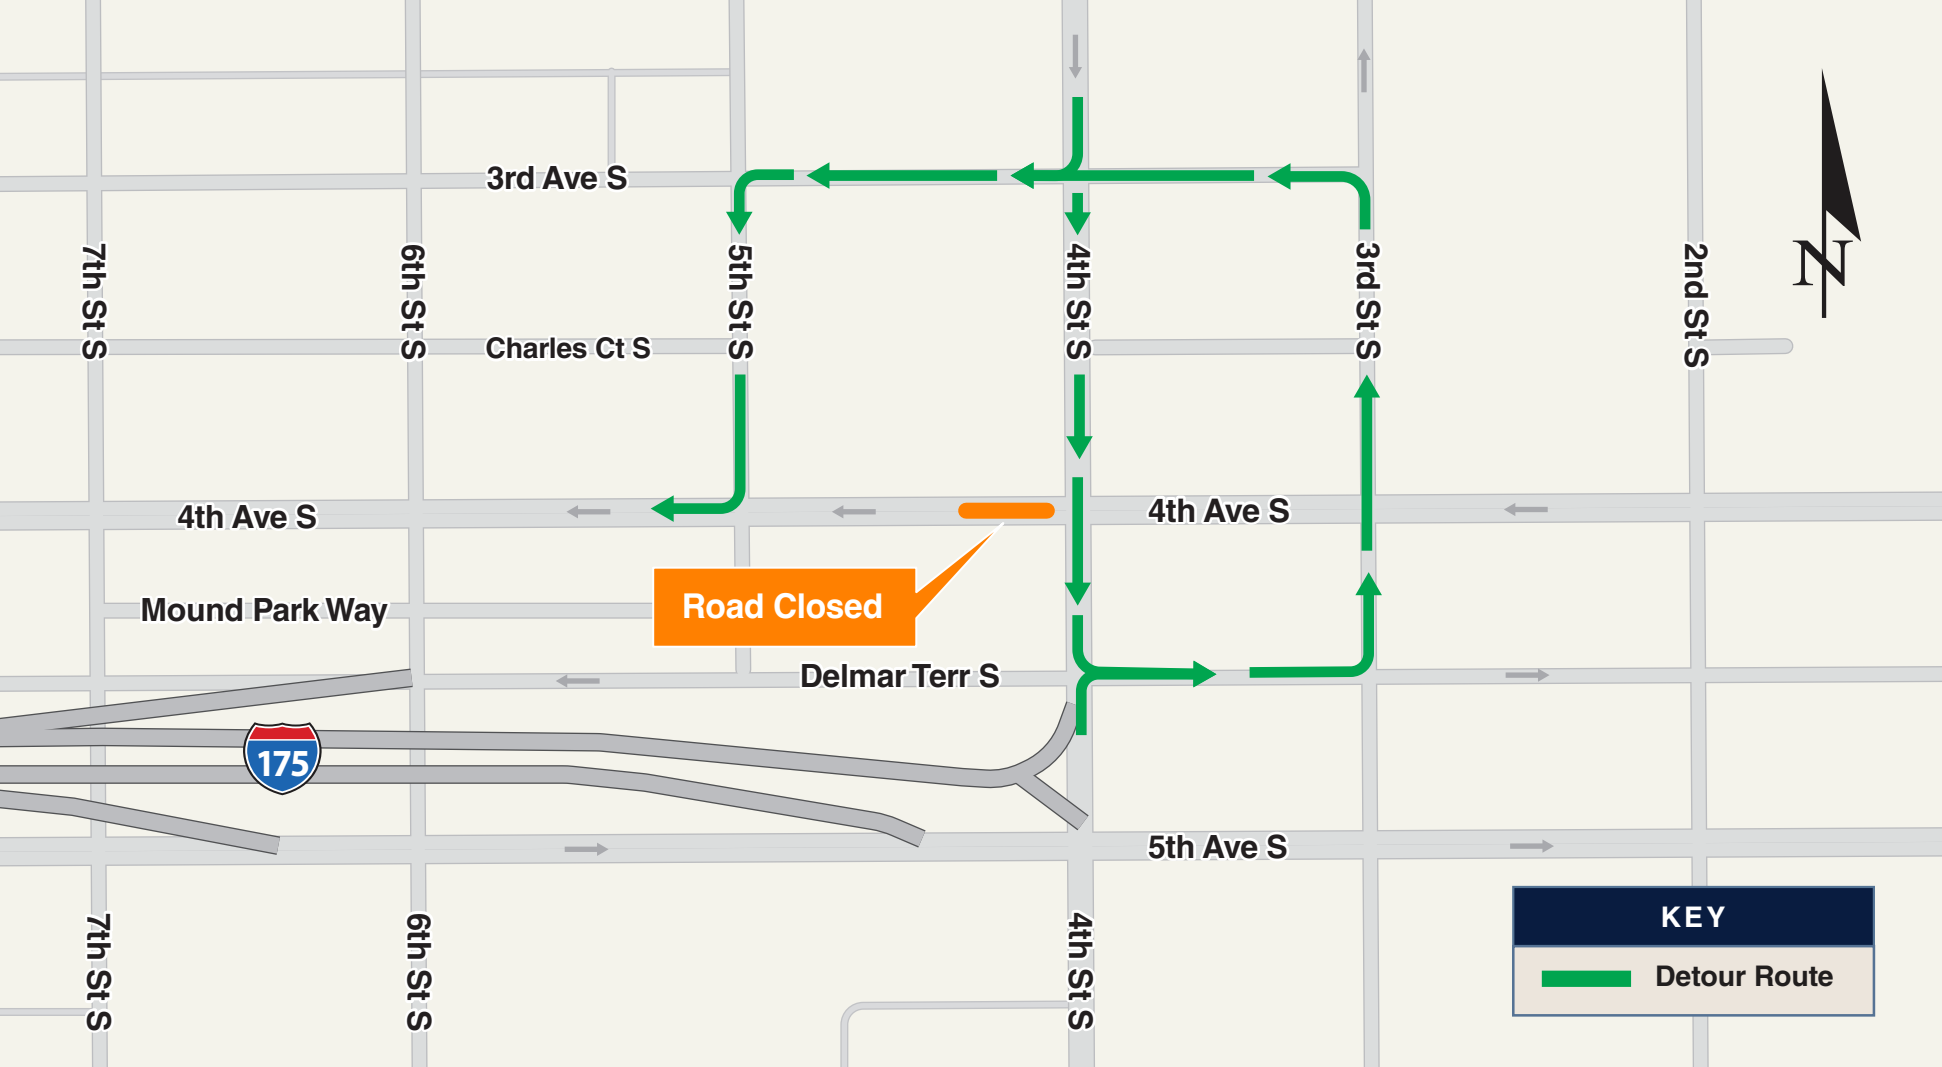 3rd Ave S
7th St S
6th St S
5th St S
4th St S
3rd St S
2nd St S
N
Charles Ct S
4th Ave S
4th Ave S
Mound Park Way
Road Closed
Delmar Terr S
175
5th Ave S
7th St S
6th St S
4th St S
KEY
Detour Route